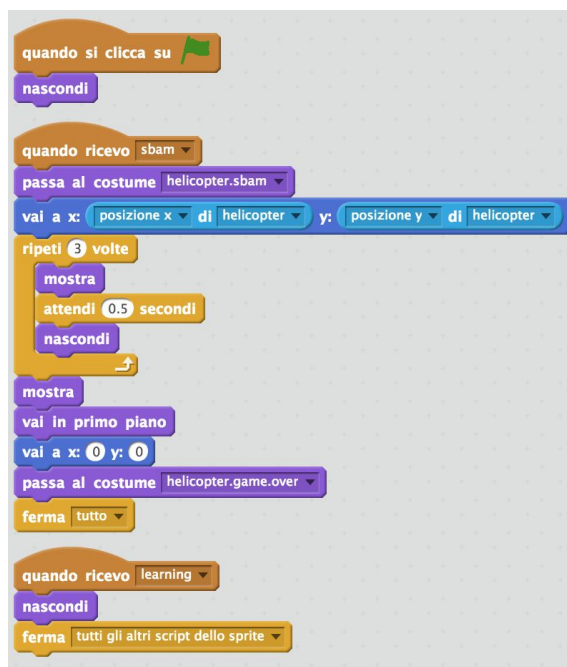 quando si clicca su
nascondi
quando ricevo sbam
passa al costume helicopter.sbam
vai a x: posizione x di helicopter y: posizione y di helicopter
ripeti 3 volte
mostra
attendi 0.5 secondi
nascondi
mostra
vai in primo piano
vai a x: 0 y: 0
passa al costume helicopter.game.over
ferma tutto
quando ricevo learning
nascondi
ferma tutti gli altri script dello sprite